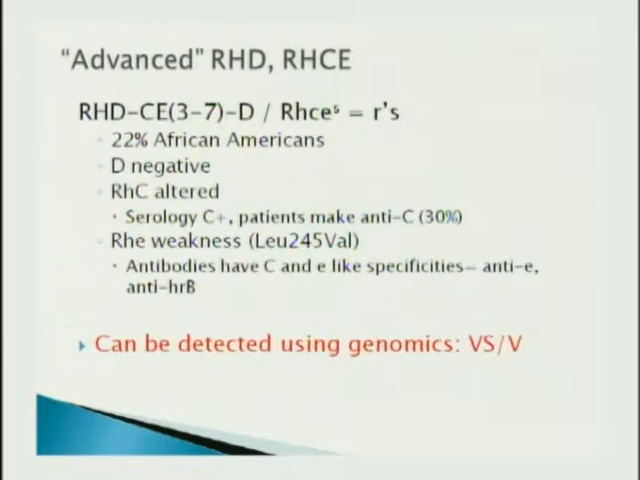 “Advanced” RHD, RHCE
RHD-CE(3-7)-D / Rhceˢ = r's
22% African Americans
D negative
RhC altered
Serology C+, patients make anti-C (30%)
Rhe weakness (Leu245Val)
Antibodies have C and e like specificities- anti-e,
anti-hrB
Can be detected using genomics: VS/V